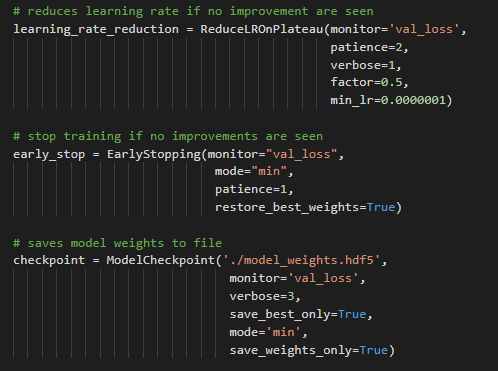 # reduces learning rate if no improvement are seen
learning_rate_reduction = ReduceLROnPlateau(monitor='val_loss',
patience=2,
verbose=1,
factor=0.5,
min_lr=0.0000001)
# stop training if no improvements are seen
early_stop = EarlyStopping(monitor="val_loss",
mode="min",
patience=1,
restore_best_weights=True)
# saves model weights to file
checkpoint = ModelCheckpoint('./model_weights.hdf5',
monitor='val_loss',
verbose=3,
save_best_only=True,
mode='min',
save_weights_only=True)